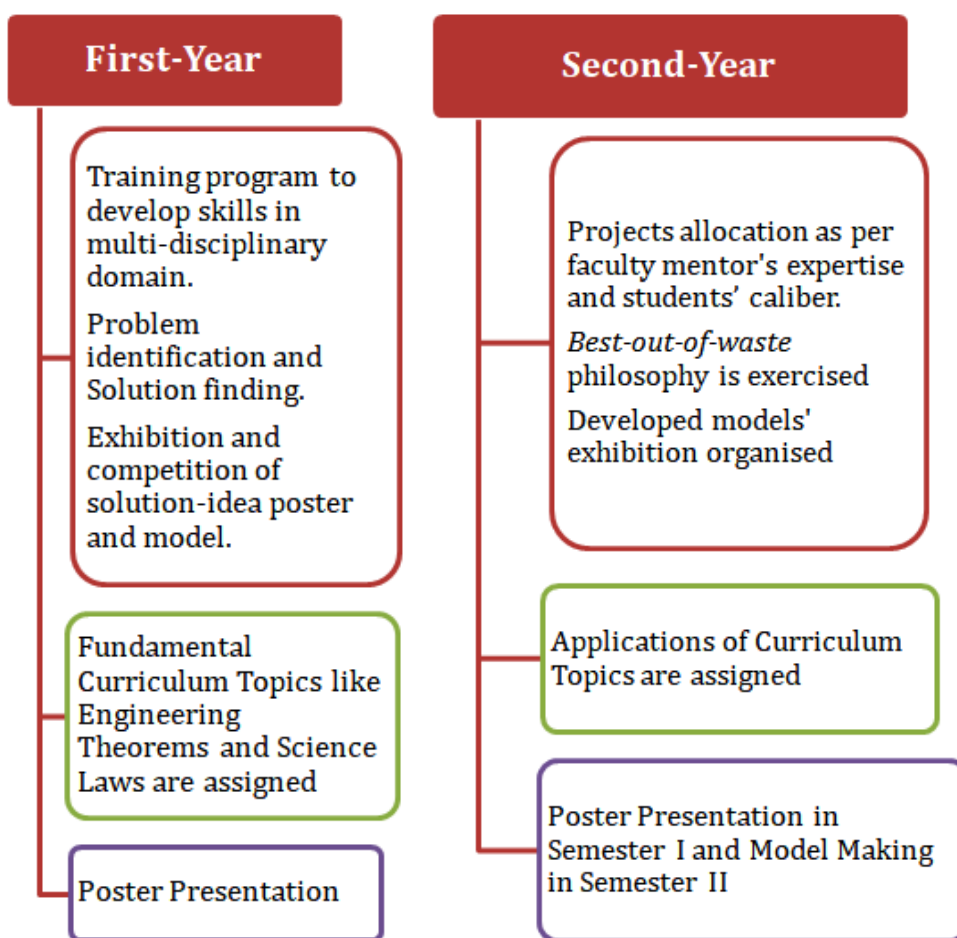 First-Year
Training program to
develop skills in
multi-disciplinary
domain.
Problem
identification and
Solution finding.
Exhibition and
competition of
solution-idea poster
and model.
Fundamental
Curriculum Topics like
Engineering
Theorems and Science
Laws are assigned
Poster Presentation
Second-Year
Projects allocation as per
faculty mentor's expertise
and students’ caliber.
Best-out-of-waste
philosophy is exercised
Developed models'
exhibition organised
Applications of Curriculum
Topics are assigned
Poster Presentation in
Semester I and Model Making
in Semester II